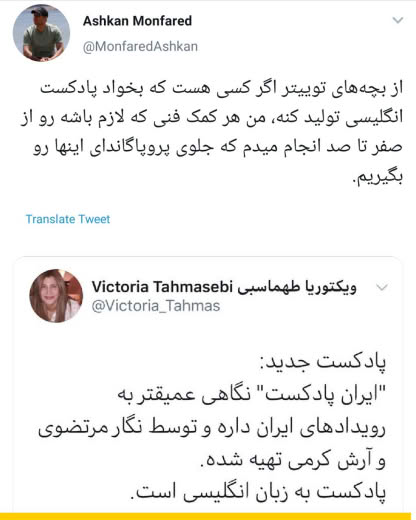 Ashkan Monfared
@MonfaredAshkan
از بچه‌های توییتر اگر کسی هست که بخواد پادکست
انگلیسی تولید کنه، من هر کمک فنی که لازم باشه رو از
صفر تا صد انجام میدم که جلوی پروپاگاندای اینها رو
بگیریم.
Translate Tweet
Victoria Tahmasebi ویکتوریا طهماسبی
@Victoria_Tahmas
پادکست جدید:
"ایران پادکست" نگاهی عمیقتر به
رویدادهای ایران داره و توسط نگار مرتضوی
و آرش کرمی تهیه شده.
پادکست به زبان انگلیسی است.